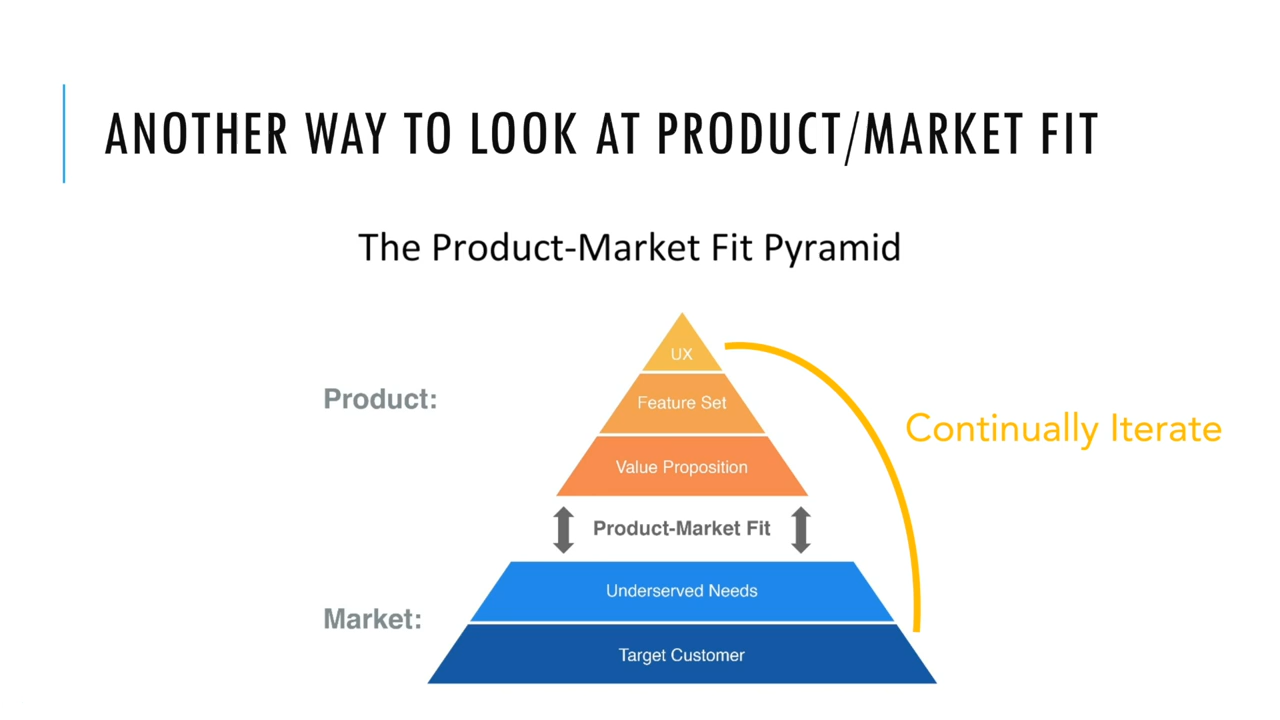 ANOTHER WAY TO LOOK AT PRODUCT/MARKET FIT
The Product-Market Fit Pyramid
UX
Product:
Feature Set
Continually Iterate
Value Proposition
Product-Market Fit
Underserved Needs
Market:
Target Customer